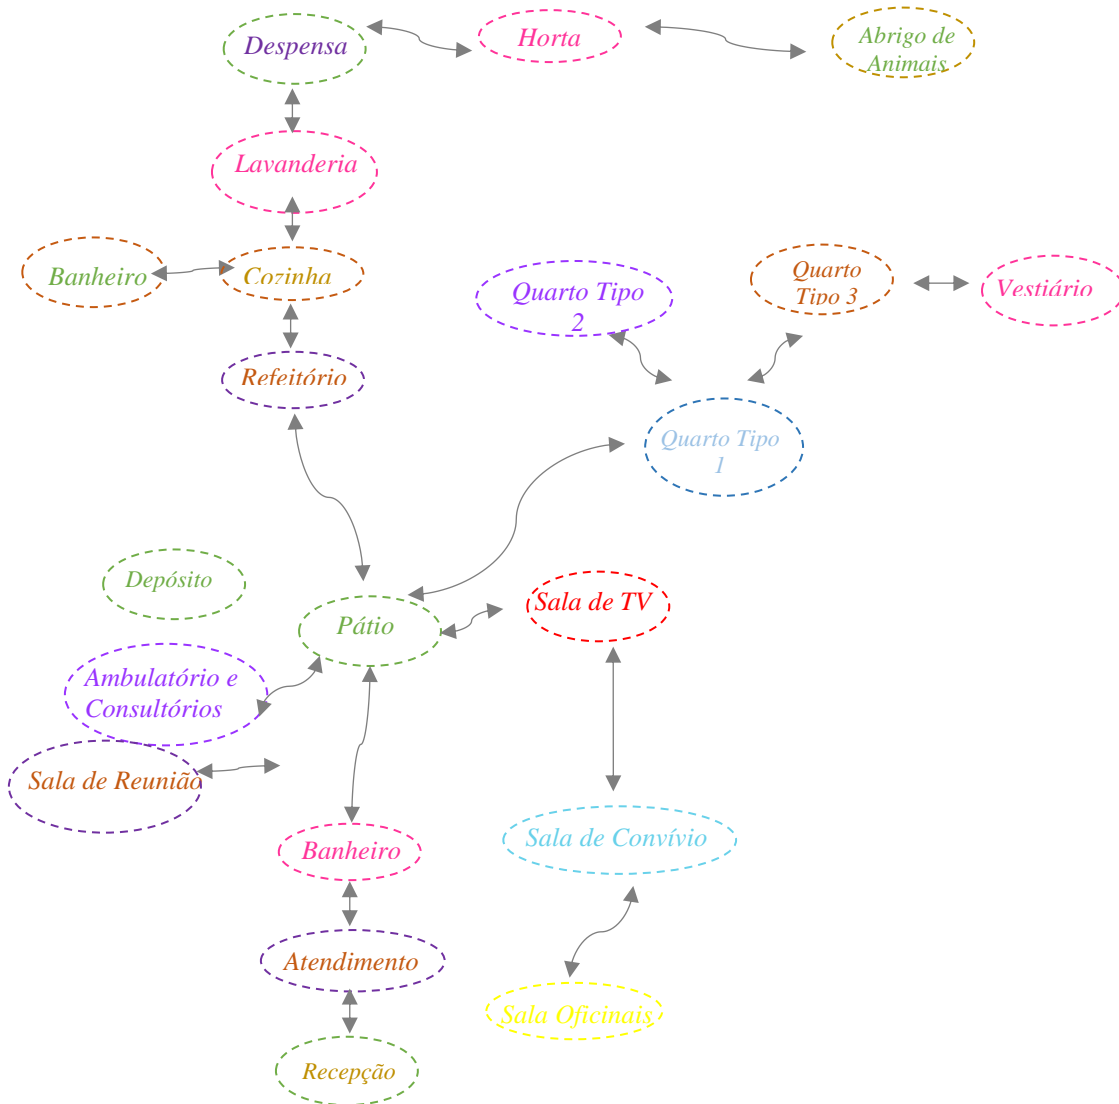 Despensa
Horta
Abrigo de
Animais
Lavanderia
Banheiro
Cozinha
Quarto Tipo
2
Quarto
Tipo 3
Vestiário
Refeitório
Quarto Tipo
1
Depósito
Pátio
Sala de TV
Ambulatório e
Consultórios
Sala de Reunião
Banheiro
Sala de Convívio
Atendimento
Sala Oficinais
Recepção